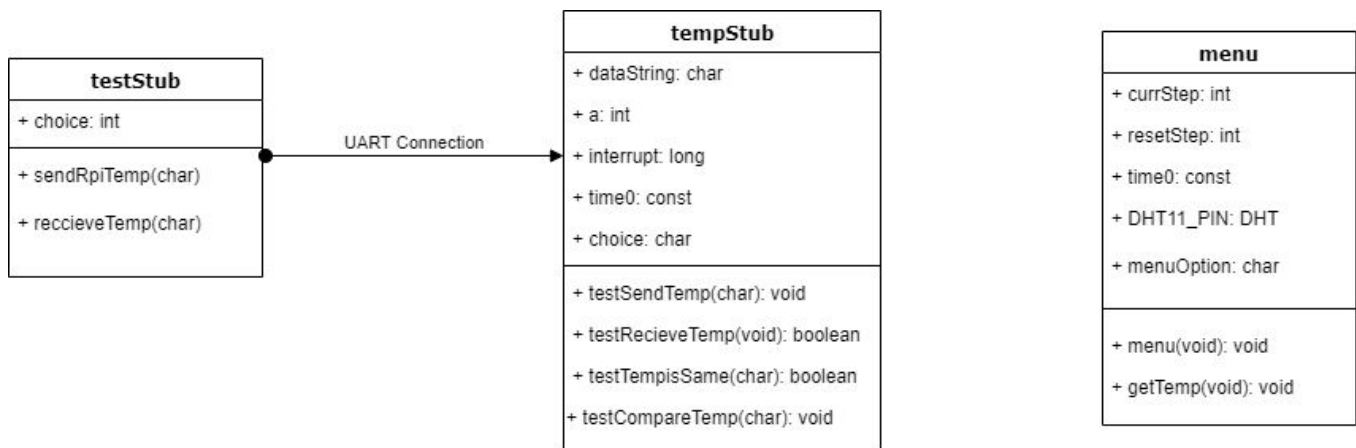 testStub
+ choice: int
+ sendRpiTemp(char)
+ reccieveTemp(char)
UART Connection
tempStub
+ dataString: char
+ a: int
+ interrupt: long
+ time0: const
+ choice: char
+ testSendTemp(char): void
+ testRecieveTemp(void): boolean
+ testTempisSame(char): boolean
+ testCompareTemp(char): void
menu
+ currStep: int
+ resetStep: int
+ time0: const
+ DHT11_PIN: DHT
+ menuOption: char
+ menu(void): void
+ getTemp(void): void